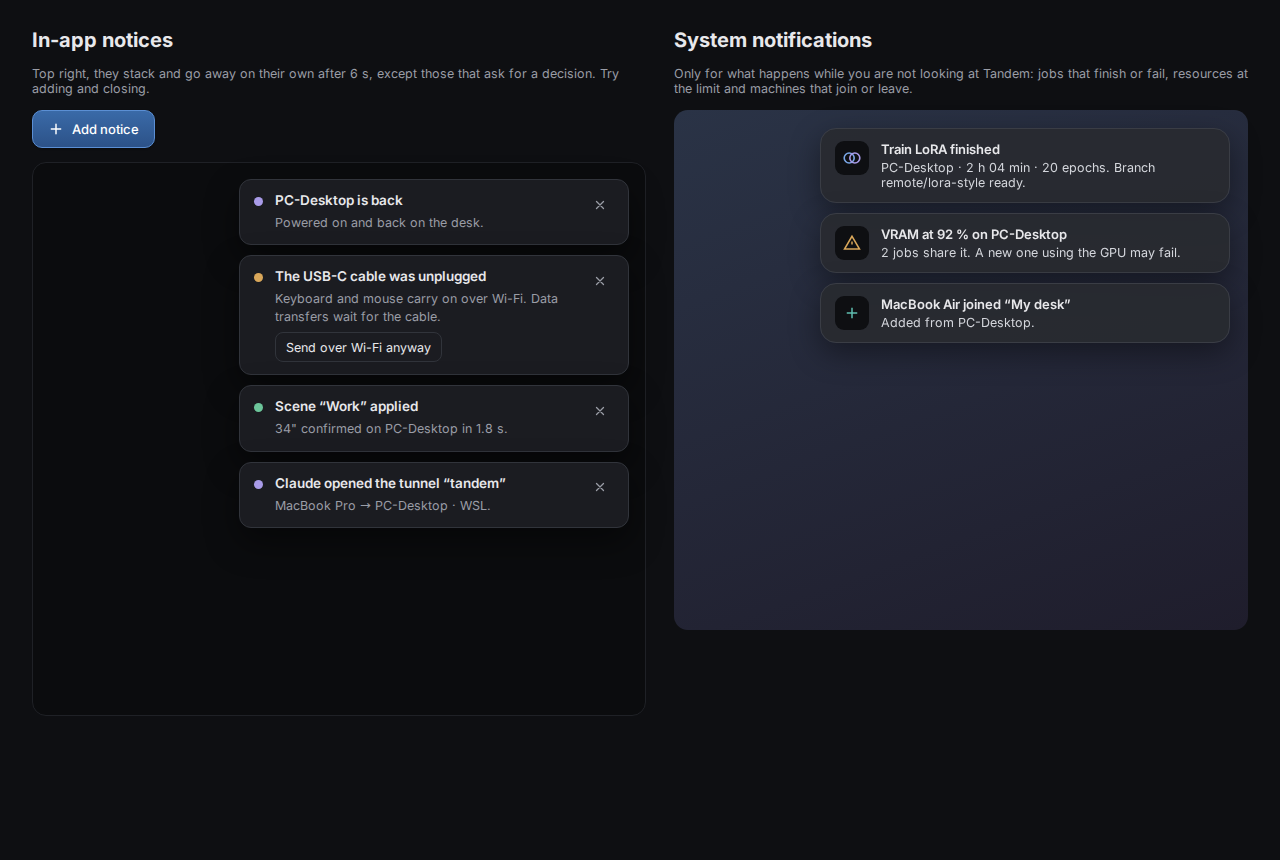 In-app notices
Top right, they stack and go away on their own after 6 s, except those that ask for a decision. Try
adding and closing.
Add notice
PC-Desktop is back
Powered on and back on the desk.
The USB-C cable was unplugged
Keyboard and mouse carry on over Wi-Fi. Data
transfers wait for the cable.
Send over Wi-Fi anyway
Scene “Work” applied
34" confirmed on PC-Desktop in 1.8 s.
Claude opened the tunnel “tandem”
MacBook Pro → PC-Desktop · WSL.
System notifications
Only for what happens while you are not looking at Tandem: jobs that finish or fail, resources at
the limit and machines that join or leave.
Train LoRA finished
PC-Desktop · 2 h 04 min · 20 epochs. Branch
remote/lora-style ready.
VRAM at 92 % on PC-Desktop
2 jobs share it. A new one using the GPU may fail.
MacBook Air joined “My desk”
Added from PC-Desktop.